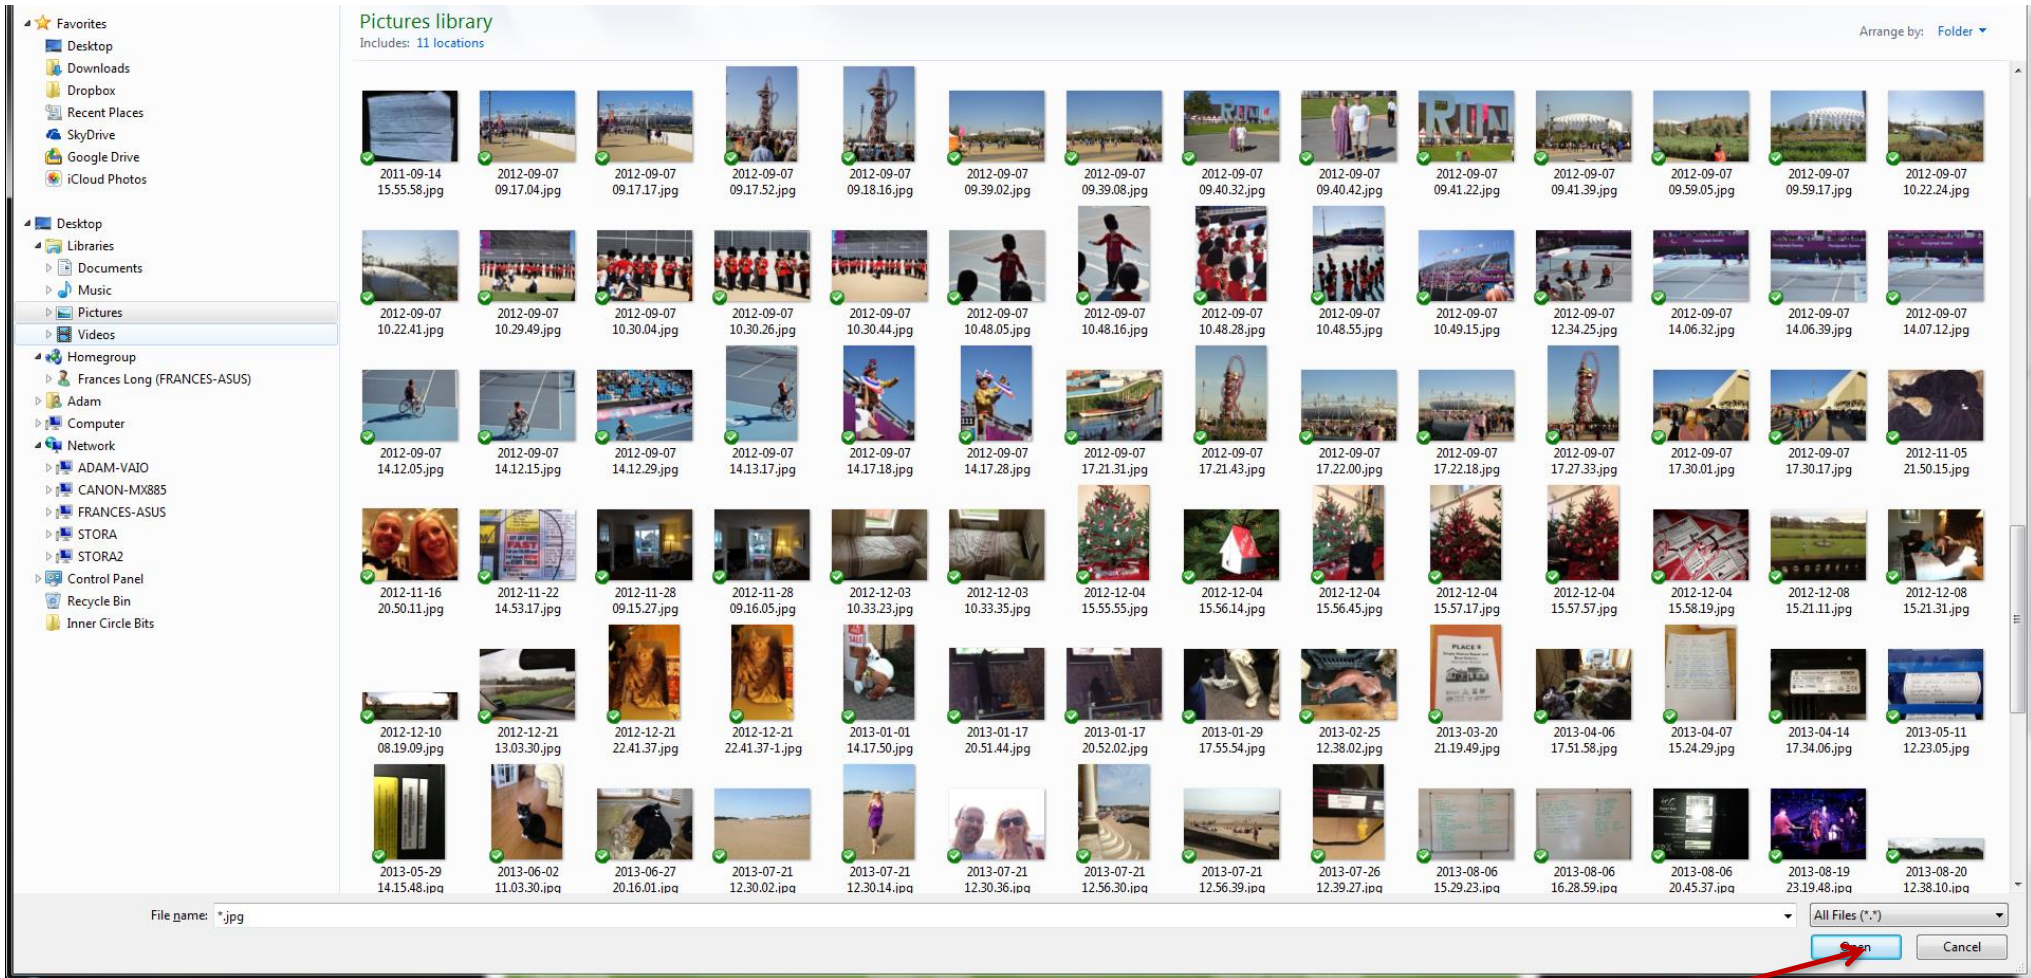 Favorites
Desktop
Downloads
Dropbox
Recent Places
SkyDrive
Google Drive
iCloud Photos
Desktop
Libraries
Documents
Music
Pictures
Videos
Homegroup
Frances Long (FRANCES-ASUS)
Adam
Computer
Network
ADAM-VAIO
CANON-MX885
FRANCES-ASUS
STORA
STORA2
Control Panel
Recycle Bin
Inner Circle Bits
Pictures library
Includes: 11 locations
Arrange by: Folder
2011-09-14 2012-09-07 2012-09-07 2012-09-07 2012-09-07 2012-09-07 2012-09-07 2012-09-07 2012-09-07 2012-09-07 2012-09-07 2012-09-07 2012-09-07 2012-09-07
15.55.58.jpg 09.17.04.jpg 09.17.17.jpg 09.17.52.jpg 09.18.16.jpg 09.39.02.jpg 09.39.08.jpg 09.40.32.jpg 09.40.42.jpg 09.41.22.jpg 09.41.39.jpg 09.59.05.jpg 09.59.17.jpg 10.22.24.jpg
2012-09-07 2012-09-07 2012-09-07 2012-09-07 2012-09-07 2012-09-07 2012-09-07 2012-09-07 2012-09-07 2012-09-07 2012-09-07 2012-09-07 2012-09-07 2012-09-07
10.22.41.jpg 10.29.49.jpg 10.30.04.jpg 10.30.26.jpg 10.30.44.jpg 10.48.05.jpg 10.48.16.jpg 10.48.28.jpg 10.48.55.jpg 10.49.15.jpg 12.34.25.jpg 14.06.32.jpg 14.06.39.jpg 14.07.12.jpg
2012-09-07 2012-09-07 2012-09-07 2012-09-07 2012-09-07 2012-09-07 2012-09-07 2012-09-07 2012-09-07 2012-09-07 2012-09-07 2012-09-07 2012-09-07 2012-11-05
14.12.05.jpg 14.12.15.jpg 14.12.29.jpg 14.13.17.jpg 14.17.18.jpg 14.17.28.jpg 17.21.31.jpg 17.21.43.jpg 17.22.00.jpg 17.22.18.jpg 17.27.33.jpg 17.30.01.jpg 17.30.17.jpg 21.50.15.jpg
2012-11-16 2012-11-22 2012-11-28 2012-11-28 2012-12-03 2012-12-03 2012-12-04 2012-12-04 2012-12-04 2012-12-04 2012-12-04 2012-12-04 2012-12-08 2012-12-08
20.50.11.jpg 14.53.17.jpg 09.15.27.jpg 09.16.05.jpg 10.33.23.jpg 10.33.35.jpg 15.55.55.jpg 15.56.14.jpg 15.56.45.jpg 15.57.17.jpg 15.57.57.jpg 15.58.19.jpg 15.21.11.jpg 15.21.31.jpg
2012-12-10 2012-12-21 2012-12-21 2012-12-21 2013-01-01 2013-01-17 2013-01-17 2013-01-29 2013-02-25 2013-03-20 2013-04-06 2013-04-07 2013-04-14 2013-05-11
08.19.09.jpg 13.03.30.jpg 22.41.37.jpg 22.41.37-1.jpg 14.17.50.jpg 20.51.44.jpg 20.52.02.jpg 17.55.54.jpg 12.38.02.jpg 21.19.49.jpg 17.51.58.jpg 15.24.29.jpg 17.34.06.jpg 12.23.05.jpg
2013-05-29 2013-06-02 2013-06-27 2013-07-21 2013-07-21 2013-07-21 2013-07-21 2013-07-21 2013-07-26 2013-08-06 2013-08-06 2013-08-06 2013-08-19 2013-08-20
14.15.48.jpg 11.03.30.jpg 20.16.01.jpg 12.30.02.jpg 12.30.14.jpg 12.30.36.jpg 12.56.30.jpg 12.56.39.jpg 12.39.27.jpg 15.29.23.jpg 16.28.59.jpg 20.45.37.jpg 23.19.48.jpg 12.38.10.jpg
File name: *.jpg
All Files (*.*)
Open Cancel
RUN
RUN
FAST
PLACE